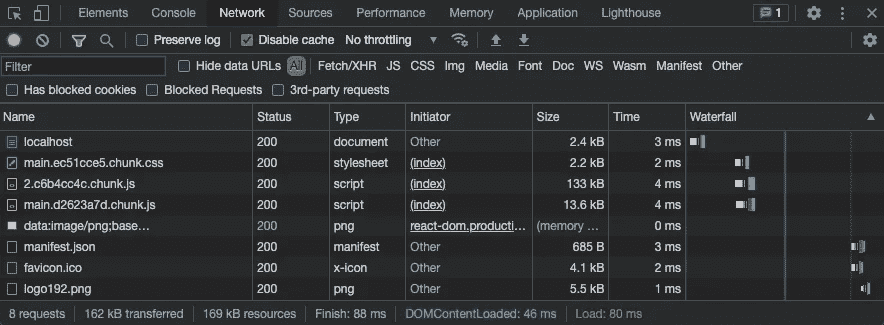 Elements Console Network Sources Performance Memory Application Lighthouse 1
Preserve log Disable cache No throttling
Filter Hide data URLs All Fetch/XHR JS CSS Img Media Font Doc WS Wasm Manifest Other
Has blocked cookies Blocked Requests 3rd-party requests
Name Status Type Initiator Size Time Waterfall
localhost 200 document Other 2.4 kB 3 ms
main.ec51cce5.chunk.css 200 stylesheet (index) 2.2 kB 2 ms
2.c6b4cc4c.chunk.js 200 script (index) 133 kB 4 ms
main.d2623a7d.chunk.js 200 script (index) 13.6 kB 4 ms
data:image/png;base… 200 png react-dom.producti… (memory … 0 ms
manifest.json 200 manifest Other 685 B 3 ms
favicon.ico 200 x-icon Other 4.1 kB 2 ms
logo192.png 200 png Other 5.5 kB 1 ms
8 requests 162 kB transferred 169 kB resources Finish: 88 ms DOMContentLoaded: 46 ms Load: 80 ms